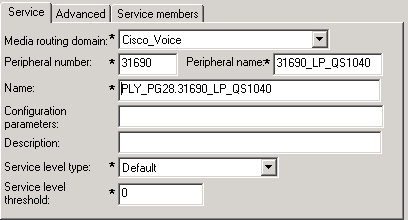 Service Advanced Service members
Media routing domain:* Cisco_Voice
Peripheral number: * 31690 Peripheral name:* 31690_LP_QS1040
Name: * PLY_PG28.31690_LP_QS1040
Configuration
parameters:
Description:
Service level type: * Default
Service level
threshold: * 0